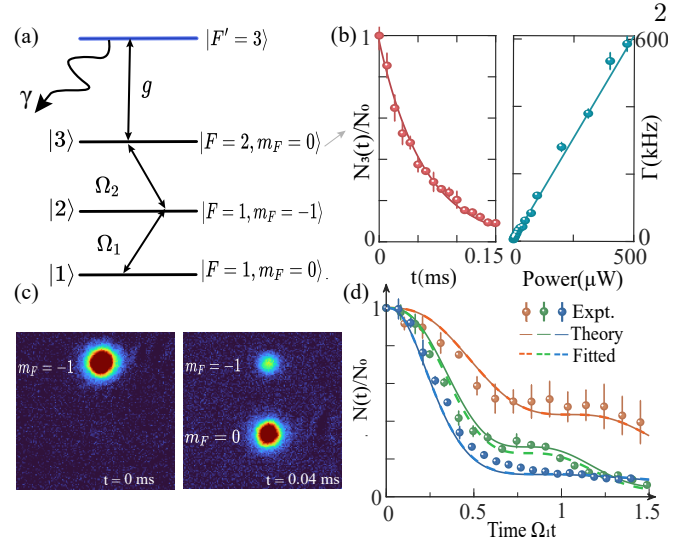 2
(a)
|F′ = 3⟩
γ
g
|3⟩
|F = 2, m_F = 0⟩
Ω₂
|2⟩
|F = 1, m_F = −1⟩
Ω₁
|1⟩
|F = 1, m_F = 0⟩.
(b)
1
N₃(t)/N₀
0
0
0.15
t(ms)
600
Γ(kHz)
0
0
500
Power(μW)
(c)
m_F = −1
t = 0 ms
m_F = −1
m_F = 0
t = 0.04 ms
(d)
1
N(t)/N₀
0
Expt.
Theory
Fitted
0
0.5
1
1.5
Time Ω₁t